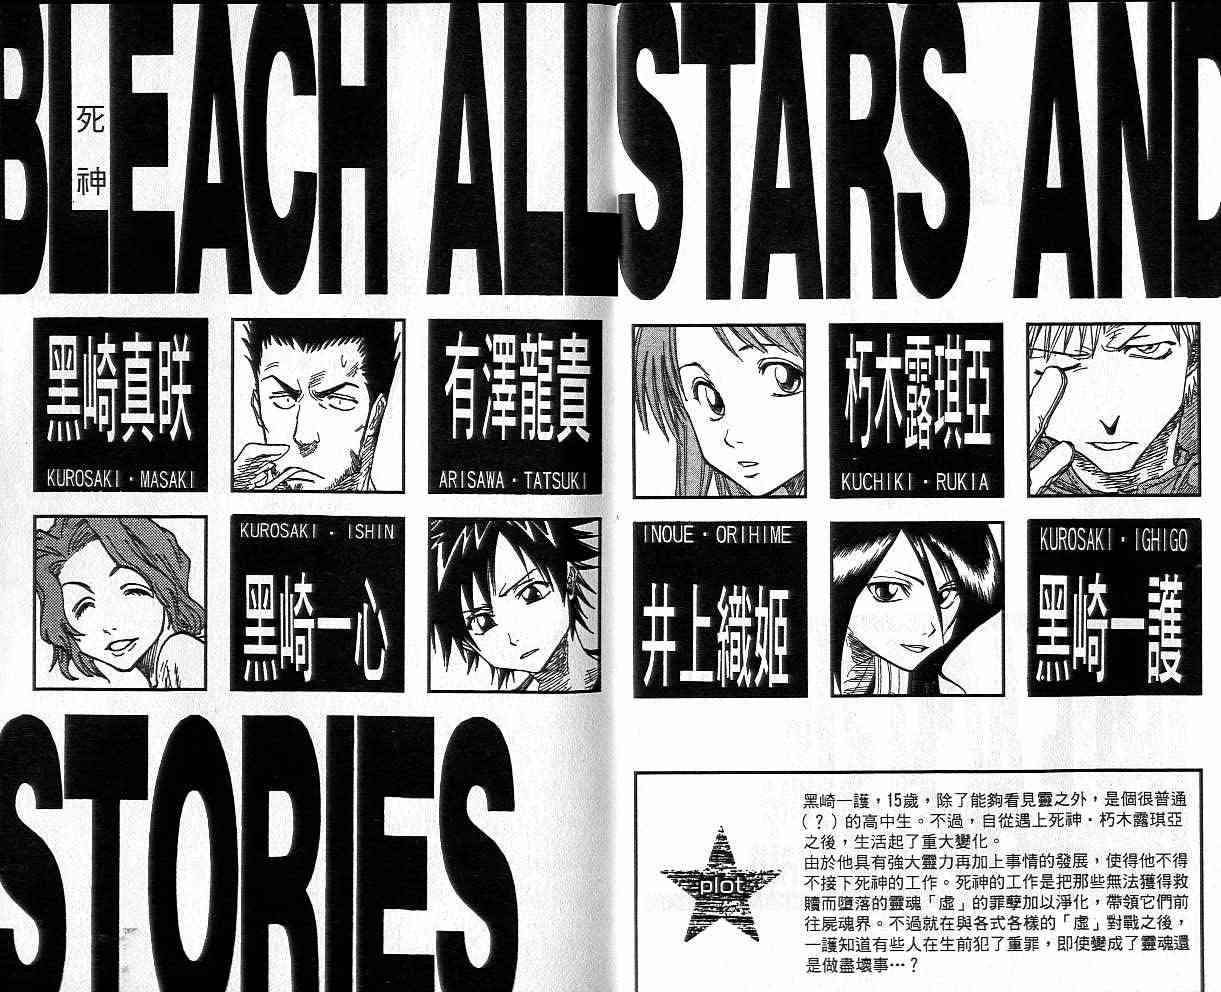 BLEACH ALL STARS AND
死神
黑崎真咲
KUROSAKI・MASAKI
有澤龍貴
ARISAWA・TATSUKI
朽木露琪亞
KUCHIKI・RUKIA
KUROSAKI・ISHIN
黑崎一心
INOUE・ORIHIME
井上織姬
KUROSAKI・IGHIGO
黑崎一護
STORIES
plot
黑崎一護，15歲，除了能夠看見靈之外，是個很普通
（？）的高中生。不過，自從遇上死神・朽木露琪亞
之後，生活起了重大變化。
由於他具有強大靈力再加上事情的發展，使得他不得
不接下死神的工作。死神的工作是把那些無法獲得救
贖而墮落的靈魂「虛」的罪孽加以淨化，帶領它們前
往屍魂界。不過就在與各式各樣的「虛」對戰之後，
一護知道有些人在生前犯了重罪，即使變成了靈魂還
是做盡壞事…？